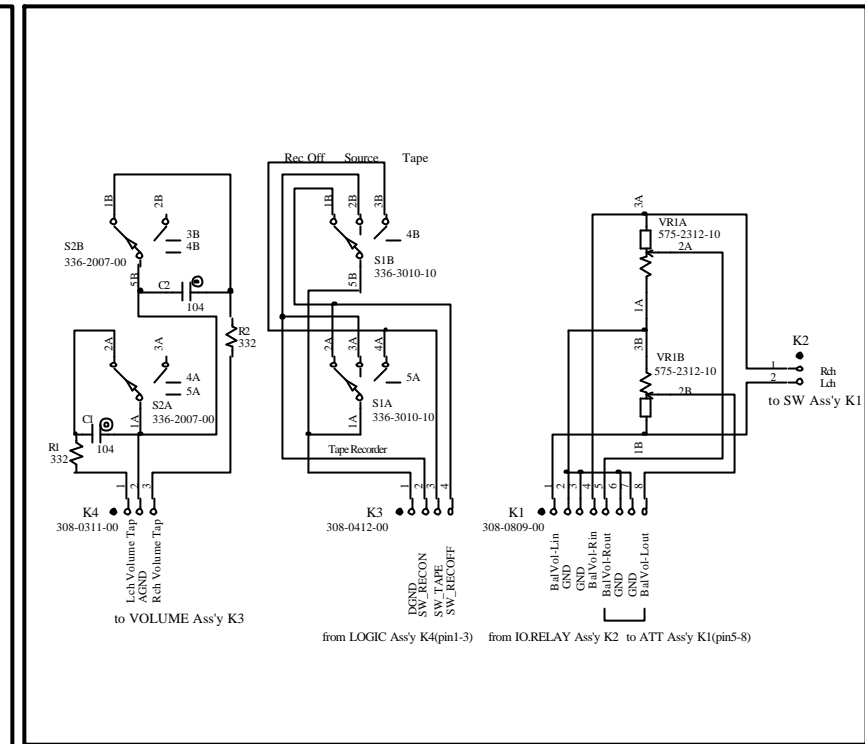 Rec Off Source Tape
1B
2B
3B
4B
S2B
336-2007-00
5B
C2
104
R2
332
2A
3A
4A
5A
S2A
336-2007-00
1A
C1
104
R1
332
1
2
3
K4
308-0311-00
Lch Volume Tap
AGND
Rch Volume Tap
to VOLUME Ass'y K3
1B
2B
3B
4B
S1B
336-3010-10
5B
2A
3A
4A
5A
S1A
336-3010-10
1A
Tape Recorder
1
2
3
4
K3
308-0412-00
DGND
SW_RECON
SW_TAPE
SW_RECOFF
from LOGIC Ass'y K4(pin1-3)
3A
VR1A
575-2312-10
2A
1A
3B
VR1B
575-2312-10
2B
1B
K2
1
Rch
2
Lch
to SW Ass'y K1
1
2
3
4
5
6
7
8
K1
308-0809-00
BalVol-Lin
GND
GND
BalVol-Rin
BalVol-Rout
GND
GND
BalVol-Lout
from IO.RELAY Ass'y K2 to ATT Ass'y K1(pin5-8)